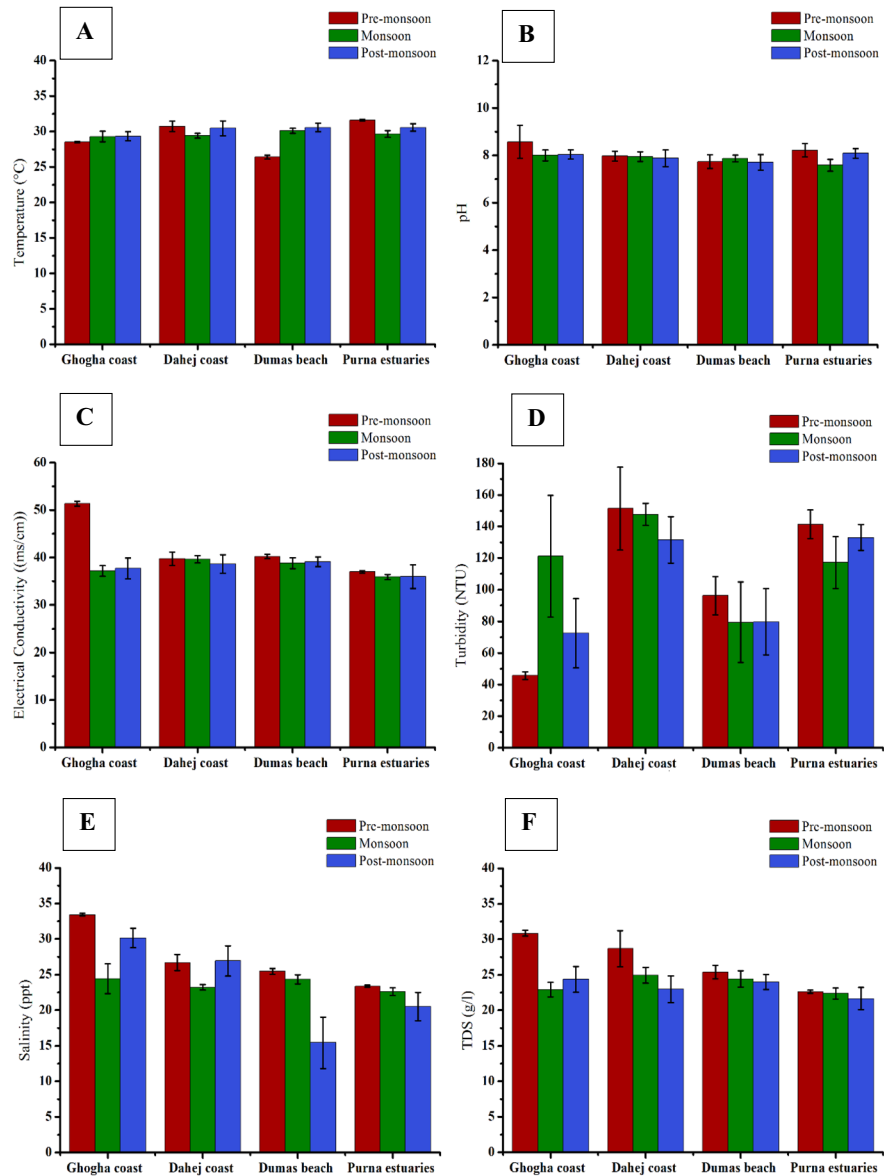 A
Pre-monsoon
Monsoon
Post-monsoon
40
35
30
25
20
15
10
5
0
Temperature (°C)
Ghogha coast Dahej coast Dumas beach Purna estuaries
B
Pre-monsoon
Monsoon
Post-monsoon
12
10
8
6
4
2
0
pH
Ghogha coast Dahej coast Dumas beach Purna estuaries
C
Pre-monsoon
Monsoon
Post-monsoon
60
50
40
30
20
10
0
Electrical Conductivity ((ms/cm))
Ghogha coast Dahej coast Dumas beach Purna estuaries
D
Pre-monsoon
Monsoon
Post-monsoon
180
160
140
120
100
80
60
40
20
0
Turbidity (NTU)
Ghogha coast Dahej coast Dumas beach Purna estuaries
E
Pre-monsoon
Monsoon
Post-monsoon
40
35
30
25
20
15
10
5
0
Salinity (ppt)
Ghogha coast Dahej coast Dumas beach Purna estuaries
F
Pre-monsoon
Monsoon
Post-monsoon
40
35
30
25
20
15
10
5
0
TDS (g/l)
Ghogha coast Dahej coast Dumas beach Purna estuaries